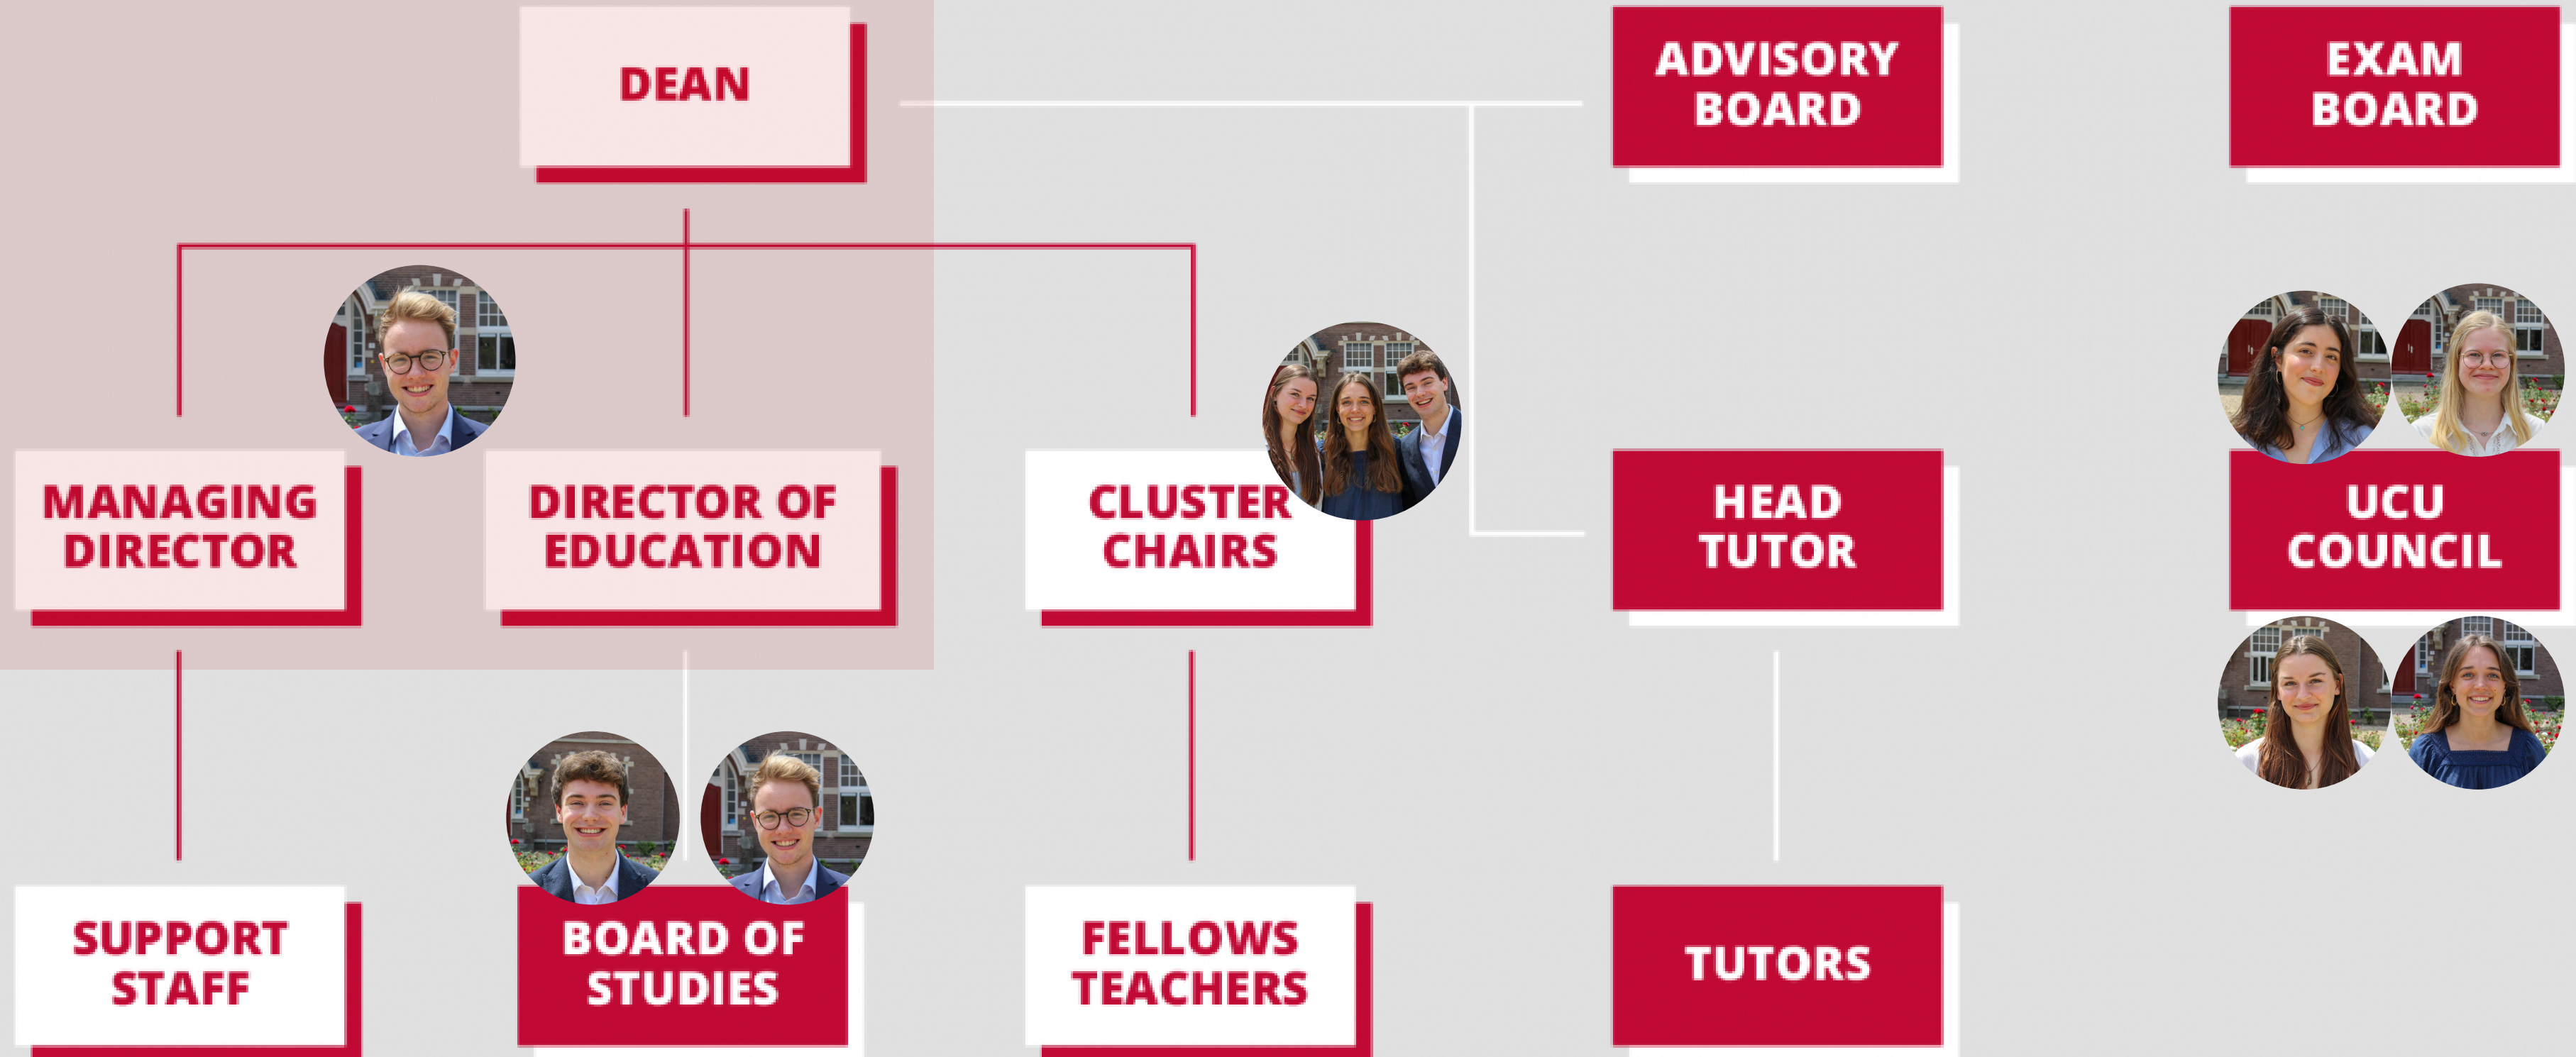 DEAN
ADVISORY
BOARD
EXAM
BOARD
MANAGING
DIRECTOR
DIRECTOR OF
EDUCATION
CLUSTER
CHAIRS
HEAD
TUTOR
UCU
COUNCIL
SUPPORT
STAFF
BOARD OF
STUDIES
FELLOWS
TEACHERS
TUTORS